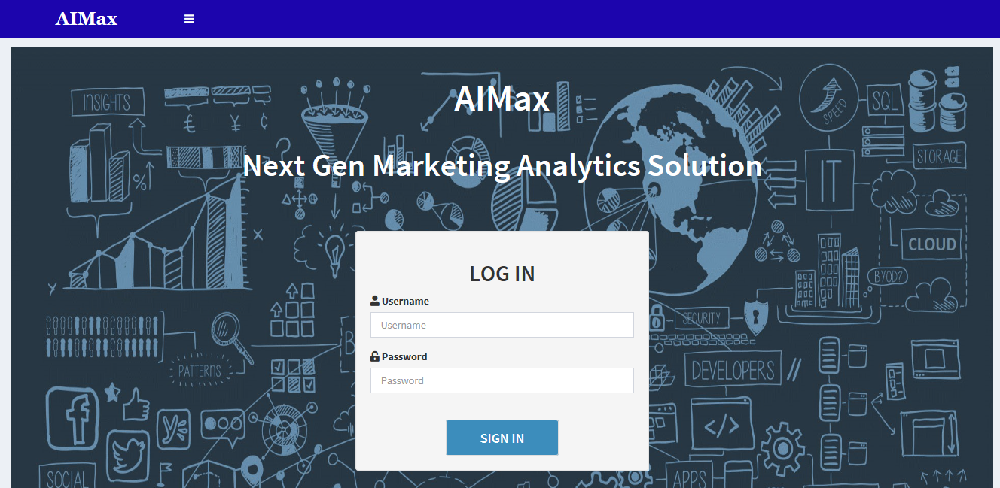 AIMax
AIMax
Next Gen Marketing Analytics Solution
INSIGHTS
£ ¥ ¢
%
SPEED
SQL
STORAGE
IT
CLOUD
BYOD?
X
Y
LOG IN
Username
Username
Password
Password
SIGN IN
SECURITY
PATTERNS
B
DEVELOPERS
</>
SOCIAL
APPS